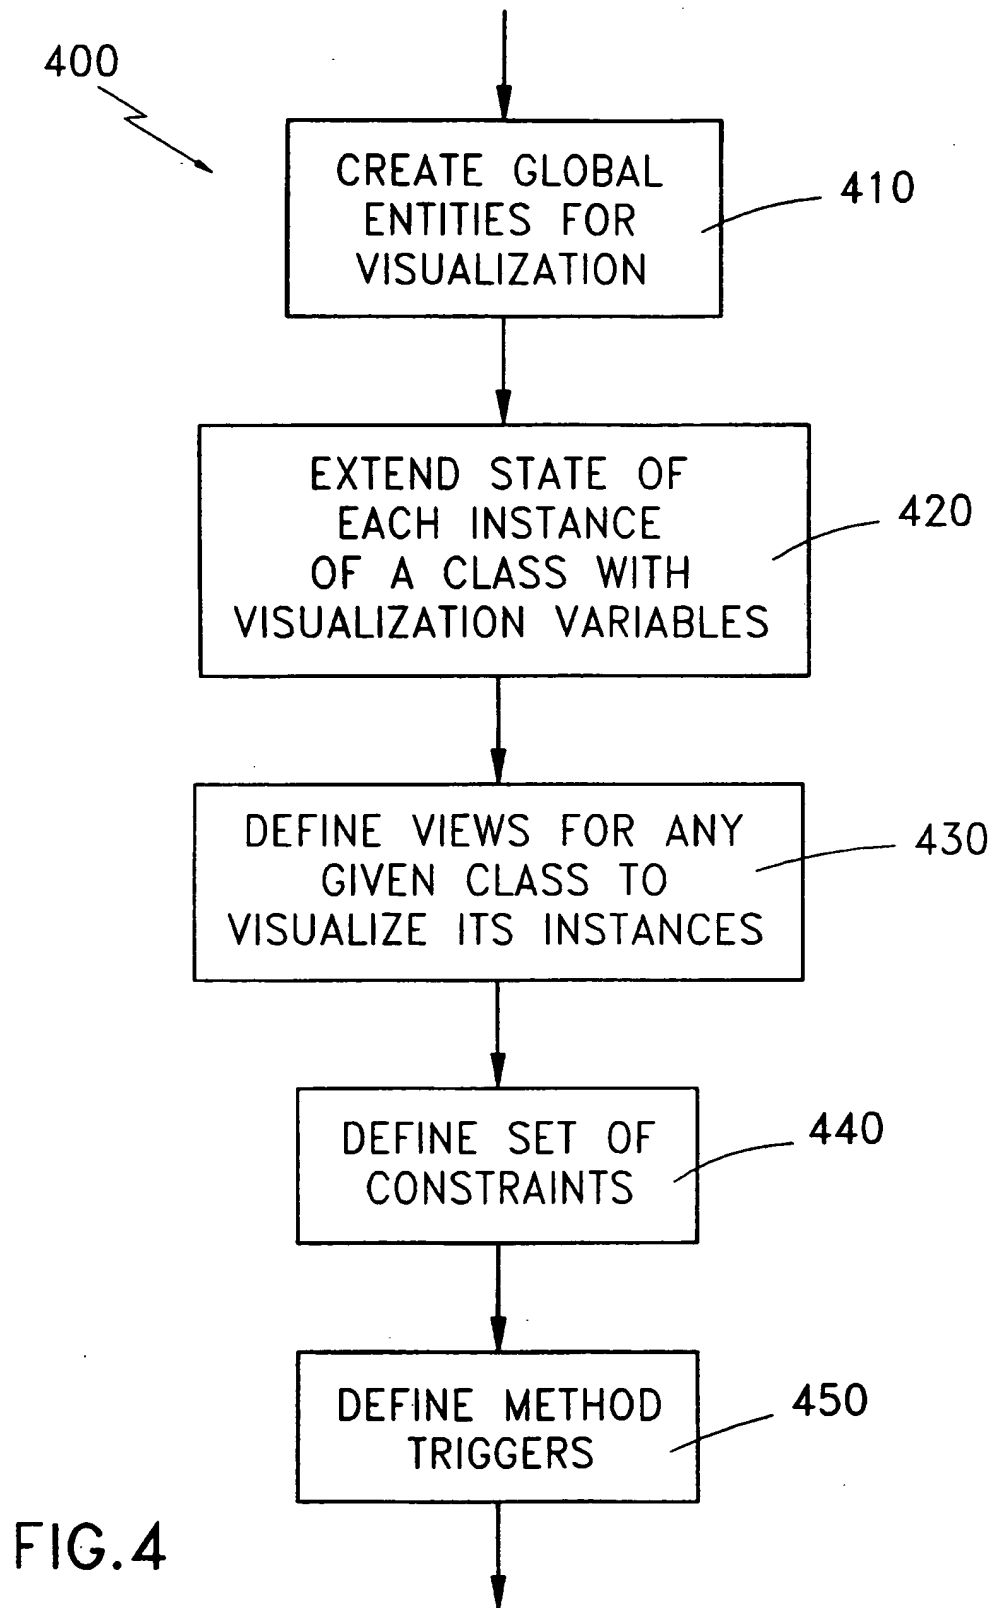 400
CREATE GLOBAL
ENTITIES FOR
VISUALIZATION
410
EXTEND STATE OF
EACH INSTANCE
OF A CLASS WITH
VISUALIZATION VARIABLES
420
DEFINE VIEWS FOR ANY
GIVEN CLASS TO
VISUALIZE ITS INSTANCES
430
DEFINE SET OF
CONSTRAINTS
440
DEFINE METHOD
TRIGGERS
450
FIG.4